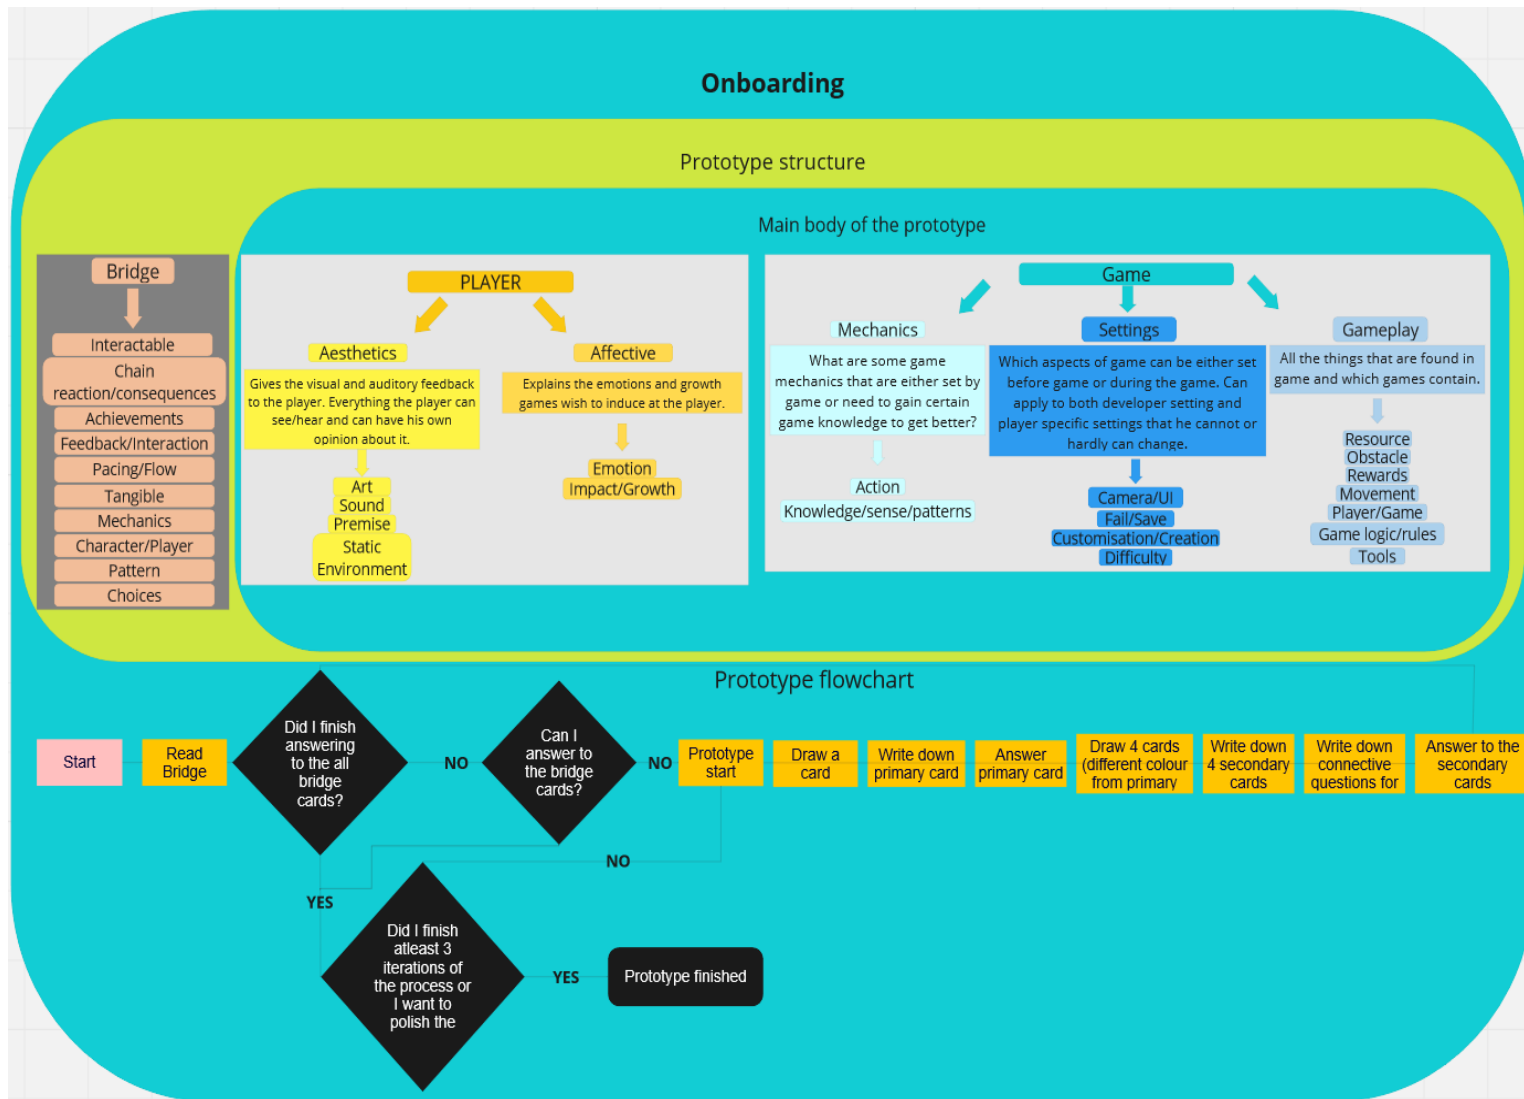 Onboarding
Prototype structure
Main body of the prototype
Bridge
Interactable
Chain
reaction/consequences
Achievements
Feedback/Interaction
Pacing/Flow
Tangible
Mechanics
Character/Player
Pattern
Choices
PLAYER
Aesthetics
Gives the visual and auditory feedback
to the player. Everything the player can
see/hear and can have his own
opinion about it.
Art
Sound
Premise
Static
Environment
Affective
Explains the emotions and growth
games wish to induce at the player.
Emotion
Impact/Growth
Game
Mechanics
What are some game
mechanics that are either set by
game or need to gain certain
game knowledge to get better?
Action
Knowledge/sense/patterns
Settings
Which aspects of game can be either set
before game or during the game. Can
apply to both developer setting and
player specific settings that he cannot or
hardly can change.
Camera/UI
Fail/Save
Customisation/Creation
Difficulty
Gameplay
All the things that are found in
game and which games contain.
Resource
Obstacle
Rewards
Movement
Player/Game
Game logic/rules
Tools
Prototype flowchart
Start
Read
Bridge
Did I finish
answering
to the all
bridge
cards?
NO
Can I
answer to
the bridge
cards?
NO
Prototype
start
Draw a
card
Write down
primary card
Answer
primary card
Draw 4 cards
(different colour
from primary
Write down
4 secondary
cards
Write down
connective
questions for
Answer to the
secondary
cards
NO
YES
Did I finish
atleast 3
iterations of
the process or
I want to
polish the
YES
Prototype finished